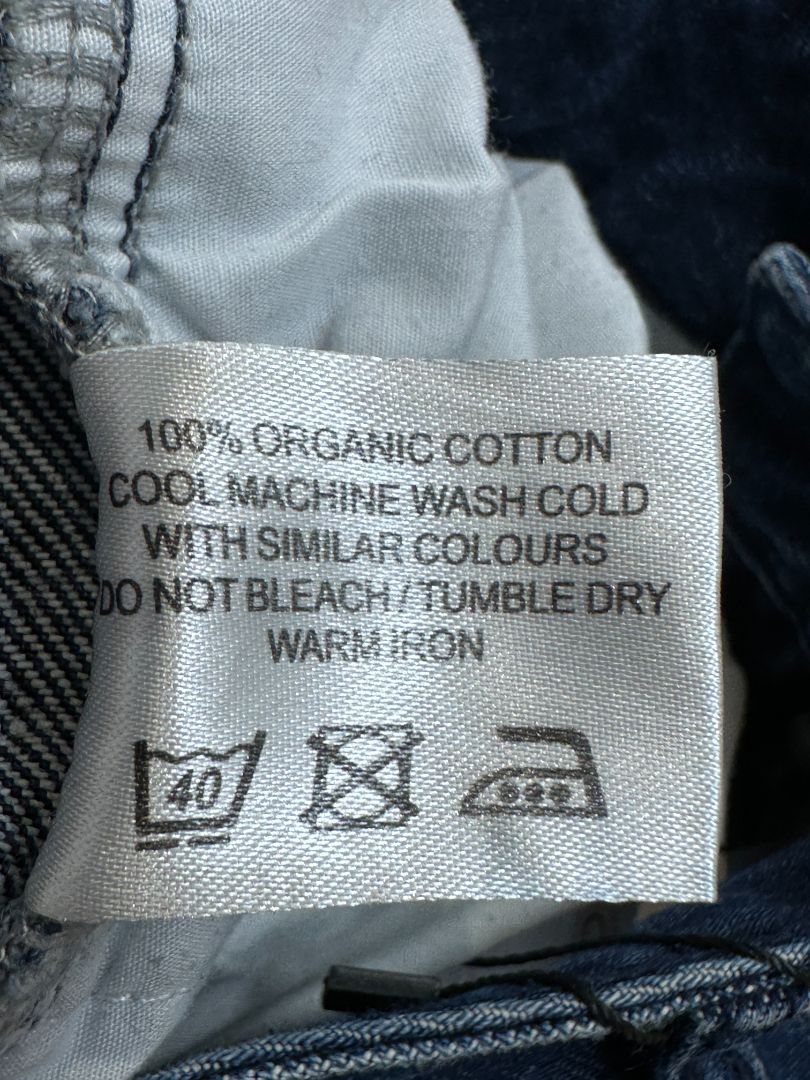 100% ORGANIC COTTON
COOL MACHINE WASH COLD
WITH SIMILAR COLOURS
DO NOT BLEACH / TUMBLE DRY
WARM IRON
40